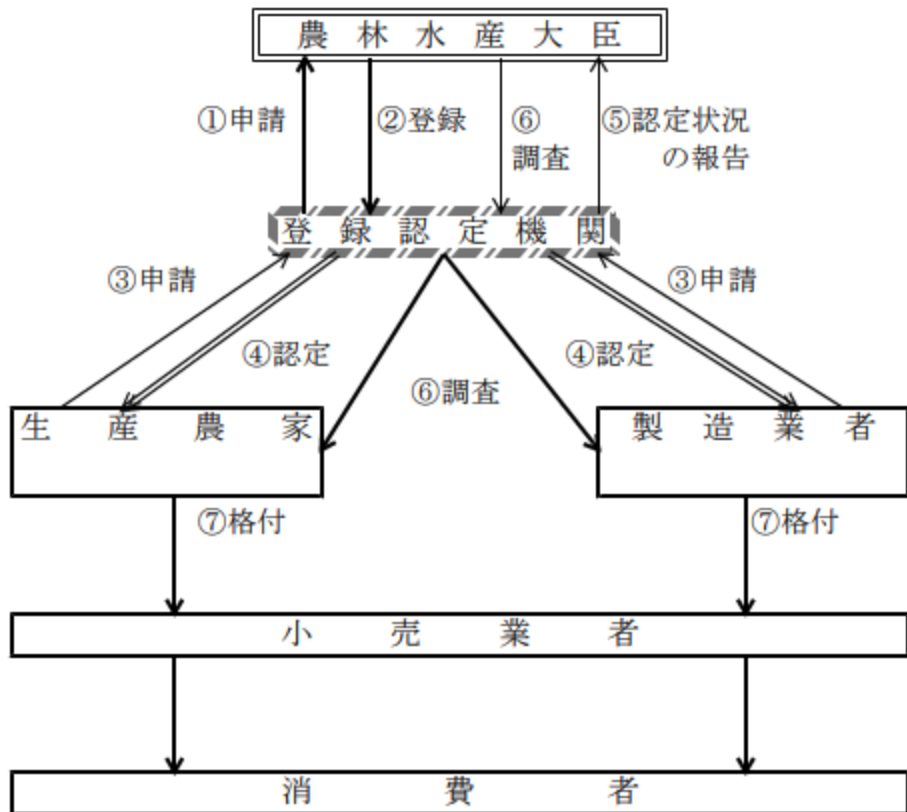 農林水産大臣
①申請
②登録
⑥
調査
⑤認定状況
の報告
登録認定機関
③申請
③申請
④認定
④認定
⑥調査
生産農家
製造業者
⑦格付
⑦格付
小売業者
消費者